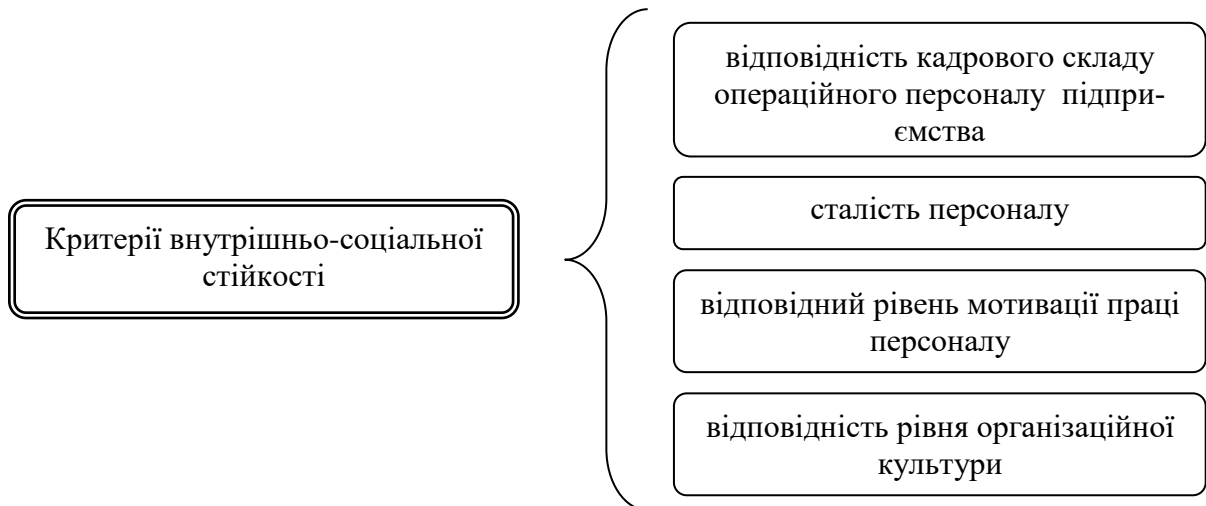 Критерії внутрішньо-соціальної
стійкості
відповідність кадрового складу
операційного персоналу підпри-
ємства
сталість персоналу
відповідний рівень мотивації праці
персоналу
відповідність рівня організаційної
культури